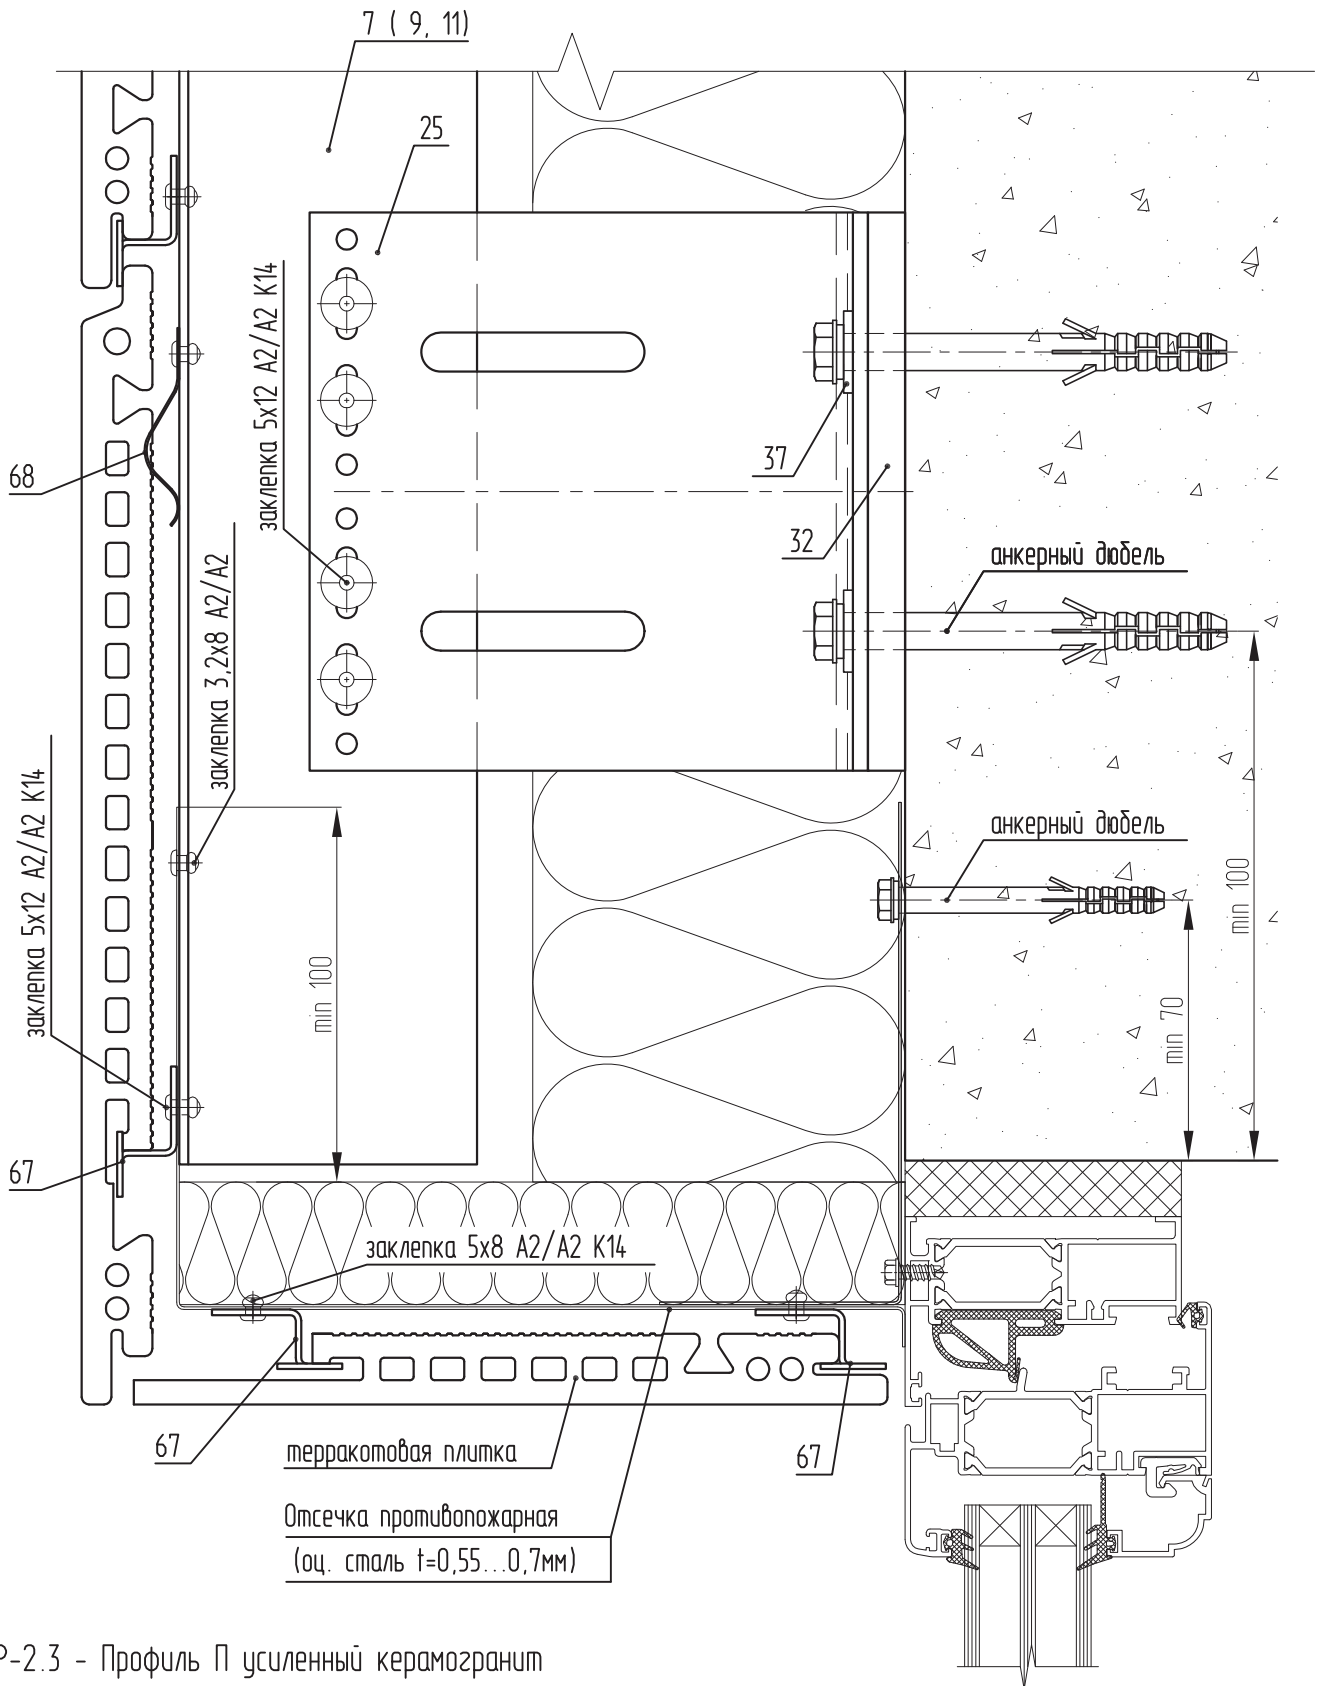 7 ( 9, 11)
25
заклепка 5х12 А2/А2 К14
68
37
32
анкерный дюбель
заклепка 3,2х8 А2/А2
заклепка 5х12 А2/А2 К14
анкерный дюбель
min 100
min 100
min 70
67
заклепка 5х8 А2/А2 К14
67
67
терракотовая плитка
Отсечка противопожарная
(оц. сталь t=0,55...0,7мм)
Р-2.3 - Профиль П усиленный керамогранит